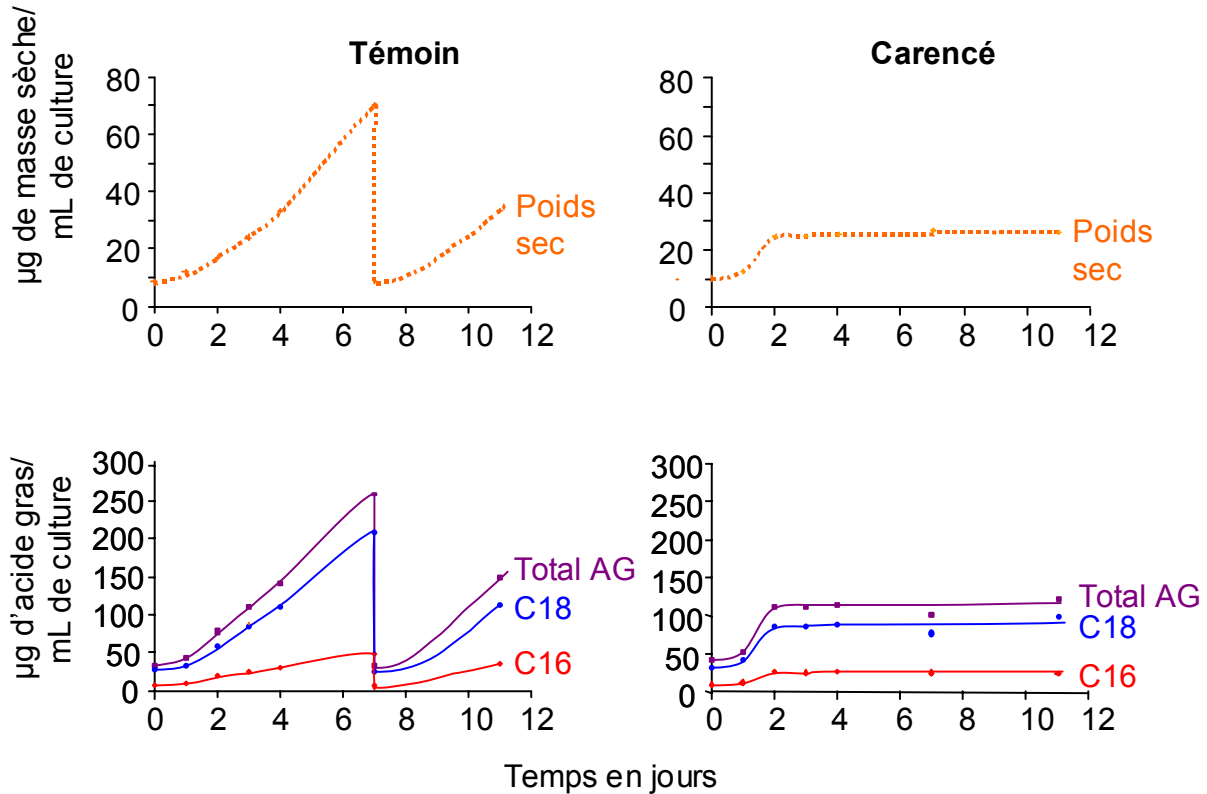 Témoin
µg de masse sèche/
mL de culture
80
60
40
20
0
0 2 4 6 8 10 12
Poids
sec
Carencé
80
60
40
20
0
0 2 4 6 8 10 12
Poids
sec
µg d'acide gras/
mL de culture
300
250
200
150
100
50
0
0 2 4 6 8 10 12
Total AG
C18
C16
300
250
200
150
100
50
0
0 2 4 6 8 10 12
Total AG
C18
C16
Temps en jours